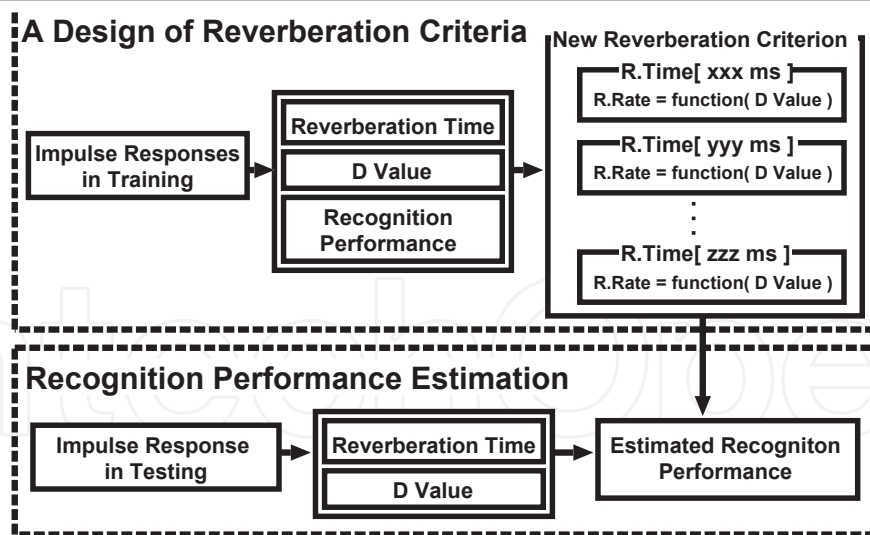 A Design of Reverberation Criteria
Impulse Responses
in Training
Reverberation Time
D Value
Recognition
Performance
New Reverberation Criterion
R.Time[ xxx ms ]
R.Rate = function( D Value )
R.Time[ yyy ms ]
R.Rate = function( D Value )
R.Time[ zzz ms ]
R.Rate = function( D Value )
Recognition Performance Estimation
Impulse Response
in Testing
Reverberation Time
D Value
Estimated Recogniton
Performance